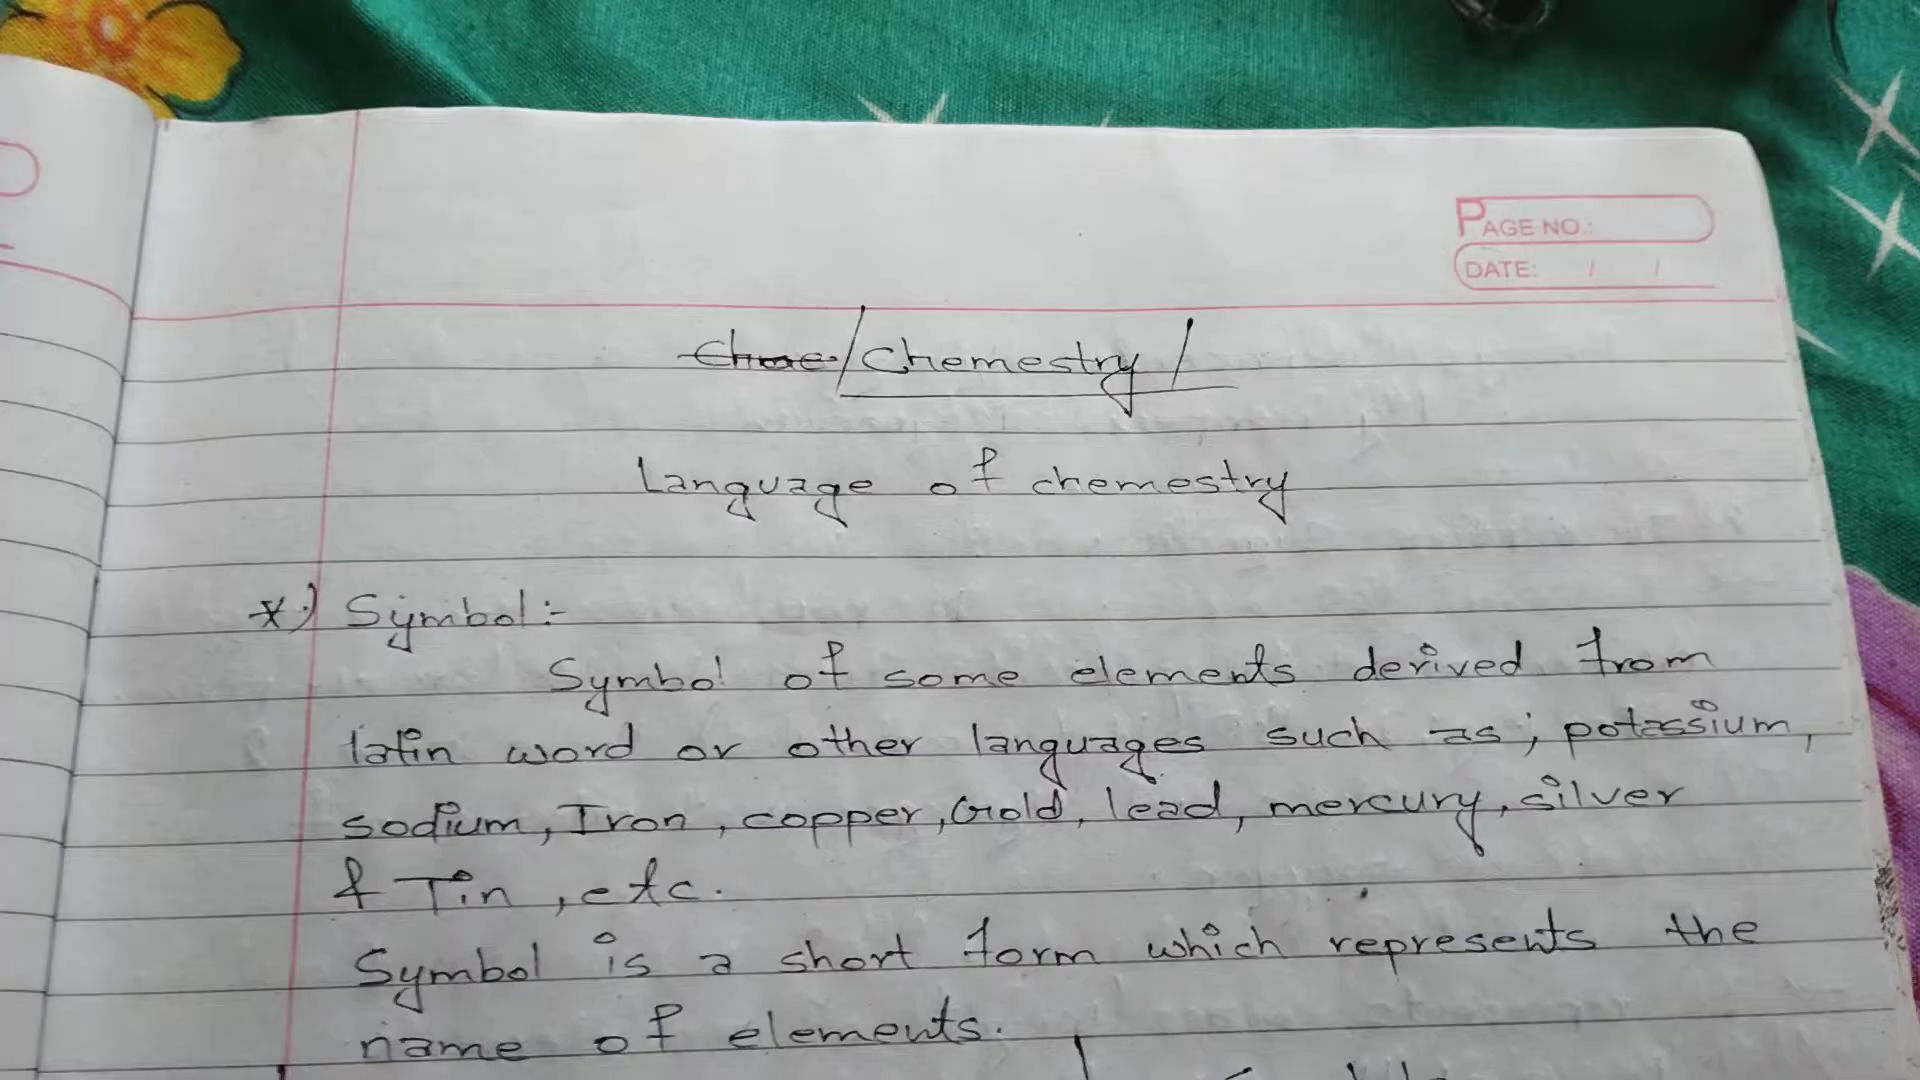 PAGE NO.:
DATE: / /
/Chemestry/
Language of chemestry
*) Symbol:-
Symbol of some elements derived from
latin word or other languages such as; potassium,
sodium, Iron, copper, Gold, lead, mercury, silver
& Tin, etc.
Symbol is a short form which represents the
name of elements.